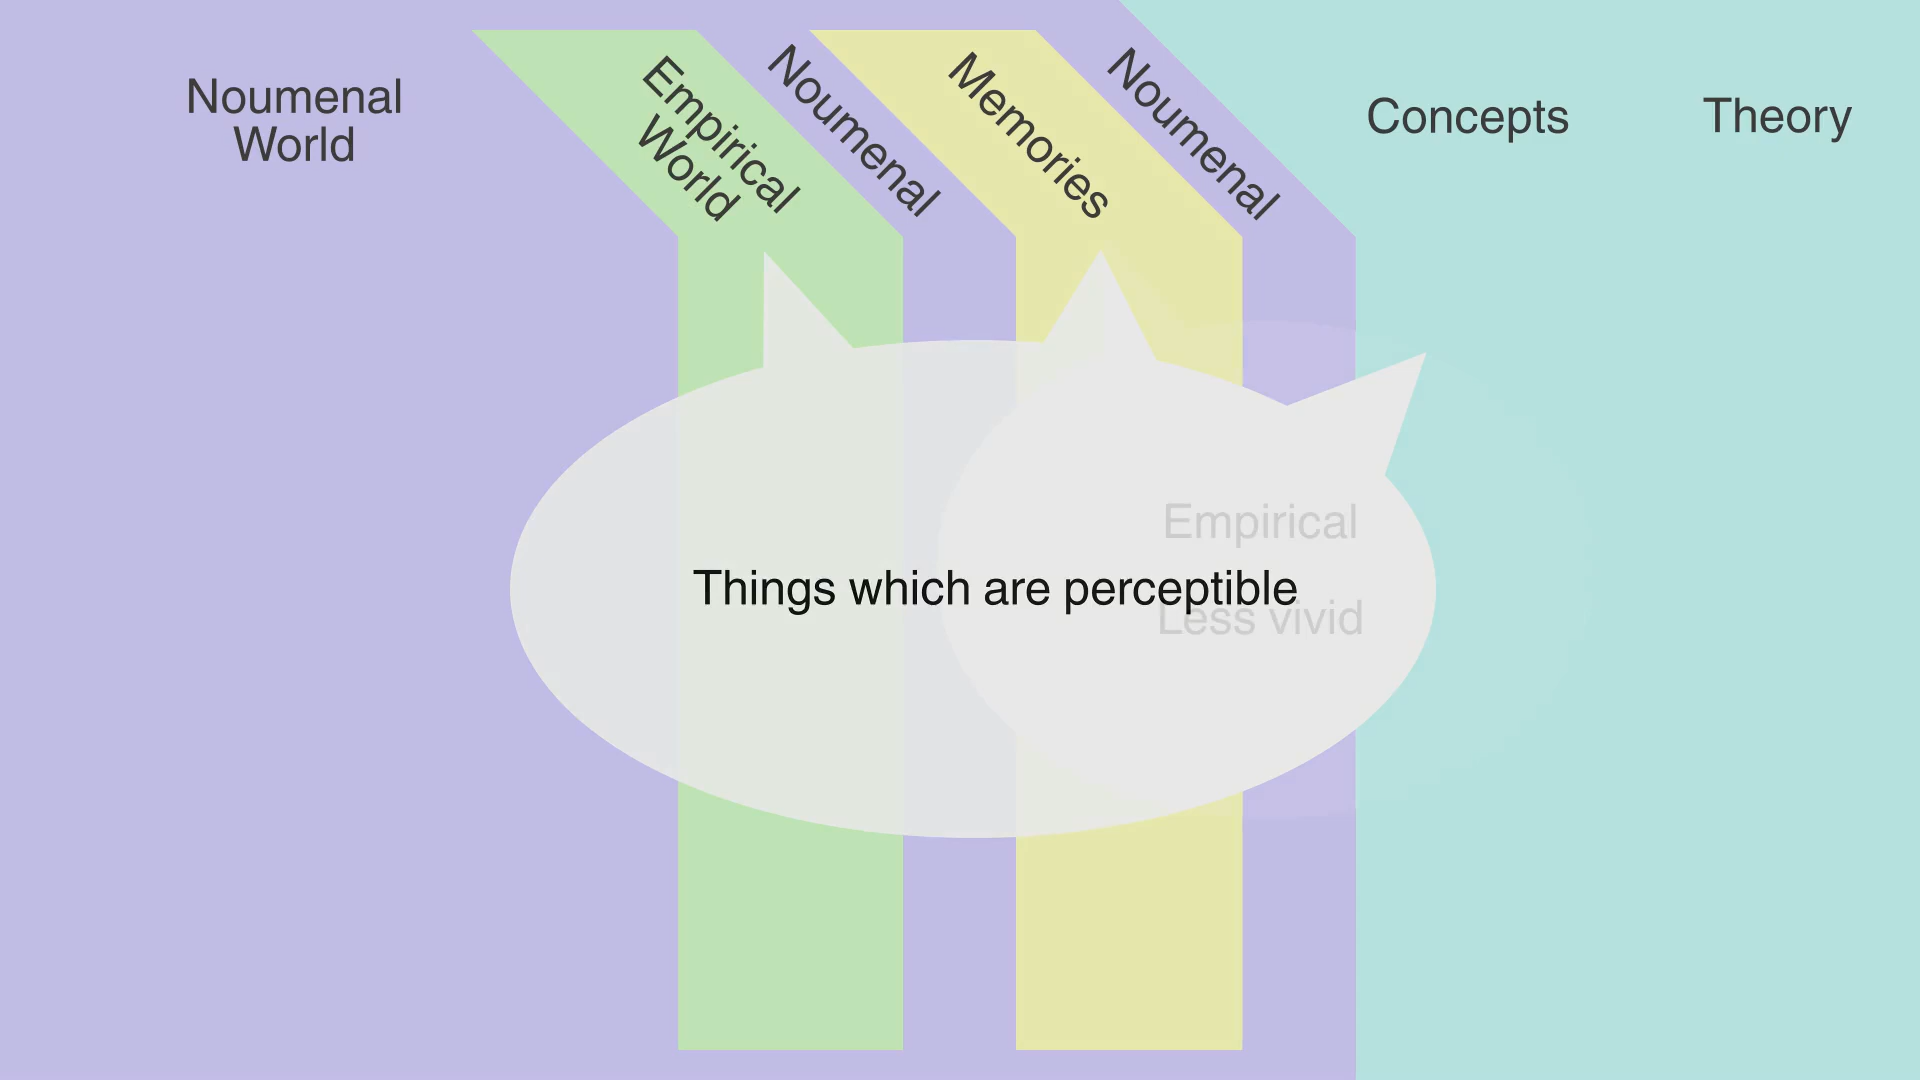 Noumenal
World
Empirical
World
Noumenal
Memories
Noumenal
Concepts
Theory
Empirical
Things which are perceptible
Less vivid